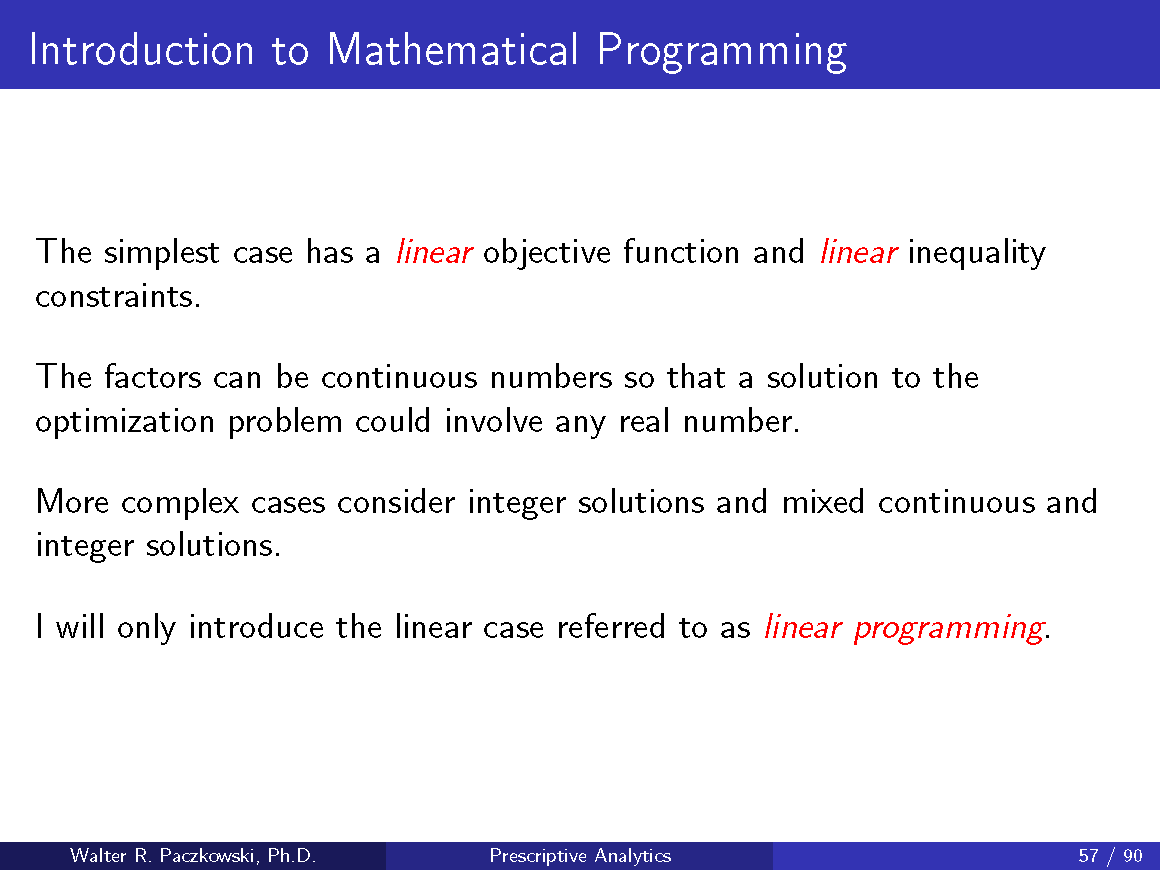 Introduction to Mathematical Programming
The simplest case has a linear objective function and linear inequality
constraints.
The factors can be continuous numbers so that a solution to the
optimization problem could involve any real number.
More complex cases consider integer solutions and mixed continuous and
integer solutions.
I will only introduce the linear case referred to as linear programming.
Walter R. Paczkowski, Ph.D. Prescriptive Analytics 57 / 90